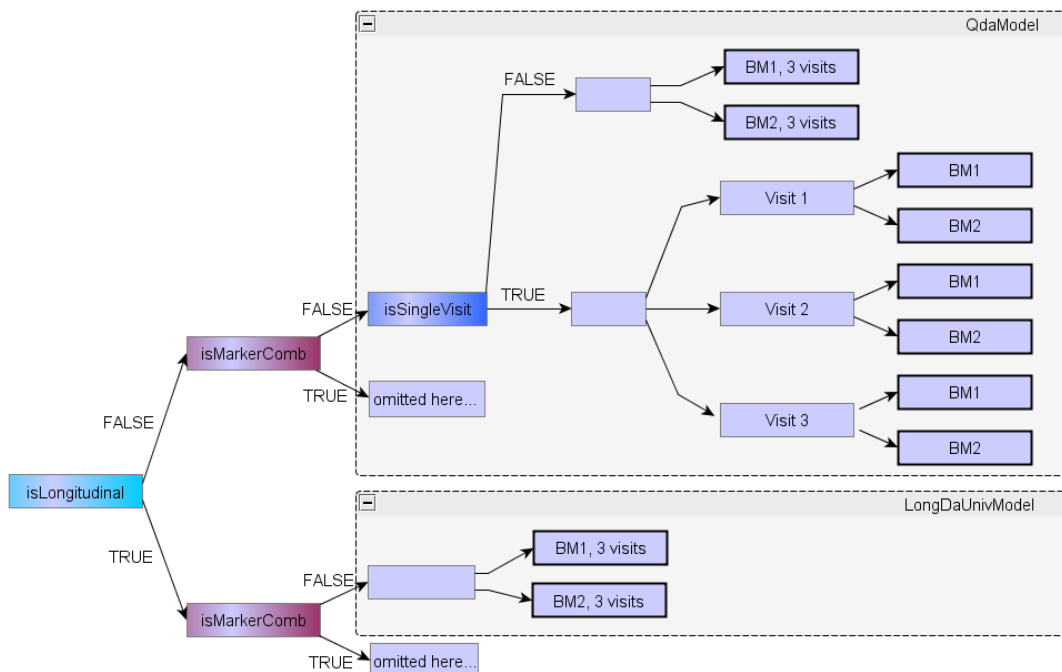 QdaModel
FALSE
BM1, 3 visits
BM2, 3 visits
BM1
Visit 1
BM2
BM1
TRUE
FALSE
isSingleVisit
Visit 2
BM2
isMarkerComb
TRUE
omitted here...
BM1
Visit 3
FALSE
BM2
isLongitudinal
LongDaUnivModel
BM1, 3 visits
TRUE
FALSE
BM2, 3 visits
isMarkerComb
TRUE
omitted here...